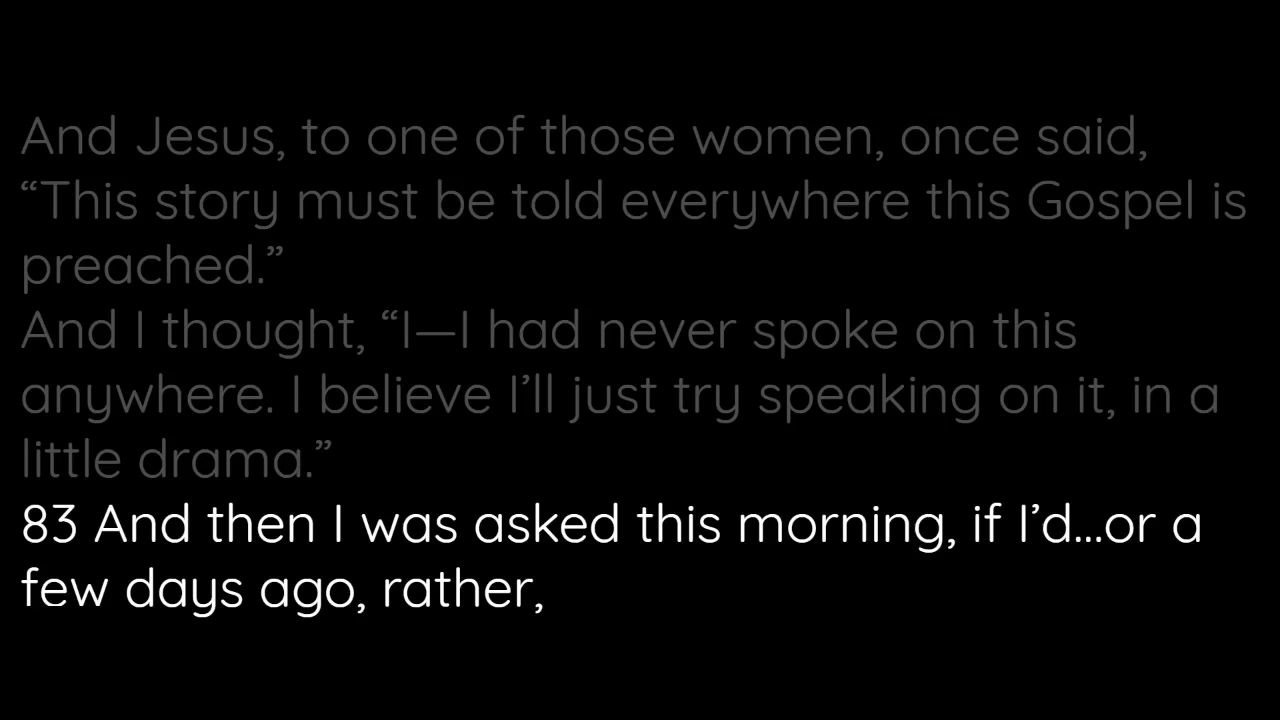 And Jesus, to one of those women, once said,
“This story must be told everywhere this Gospel is
preached.”
And I thought, “I—I had never spoke on this
anywhere. I believe I’ll just try speaking on it, in a
little drama.”
83 And then I was asked this morning, if I’d...or a
few days ago, rather,